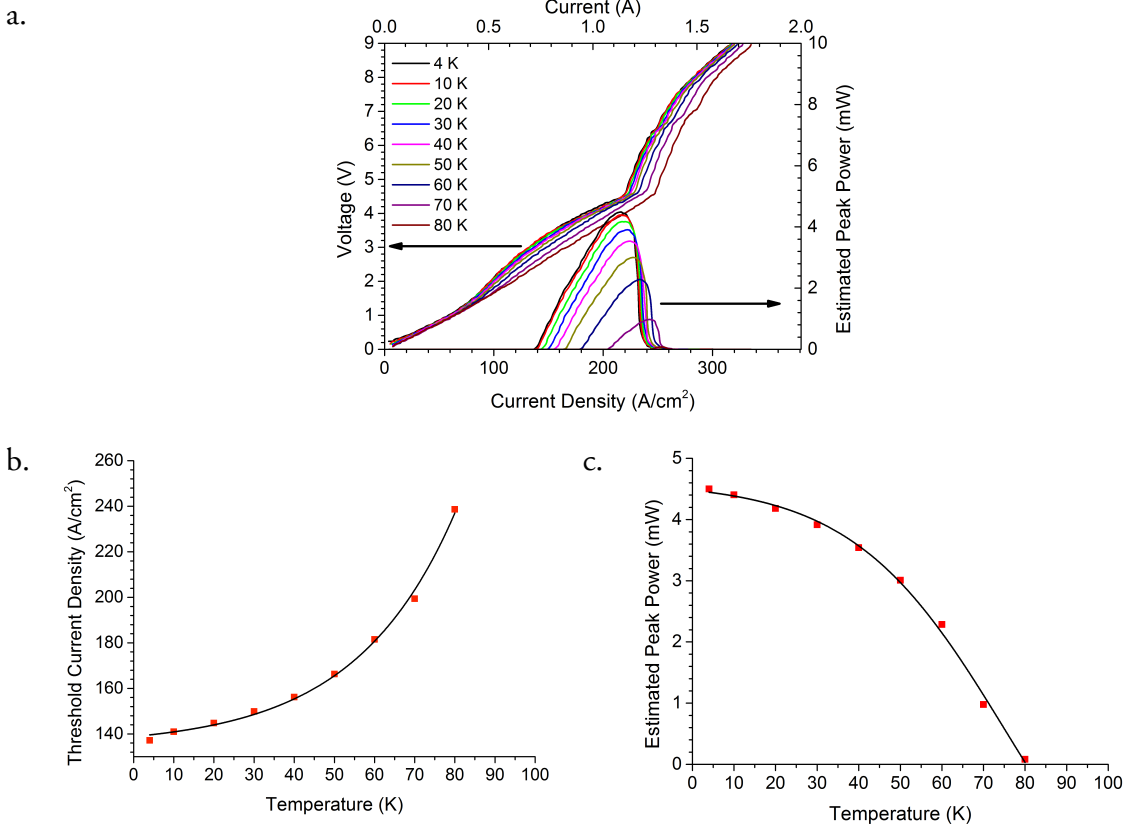 a.
Current (A)
0.0 0.5 1.0 1.5 2.0
9
8
7
6
5
4
3
2
1
0
Voltage (V)
4 K
10 K
20 K
30 K
40 K
50 K
60 K
70 K
80 K
10
8
6
4
2
0
Estimated Peak Power (mW)
0 100 200 300
Current Density (A/cm²)
b.
260
240
220
200
180
160
140
Threshold Current Density (A/cm²)
0 10 20 30 40 50 60 70 80 90 100
Temperature (K)
c.
5
4
3
2
1
0
Estimated Peak Power (mW)
0 10 20 30 40 50 60 70 80 90 100
Temperature (K)